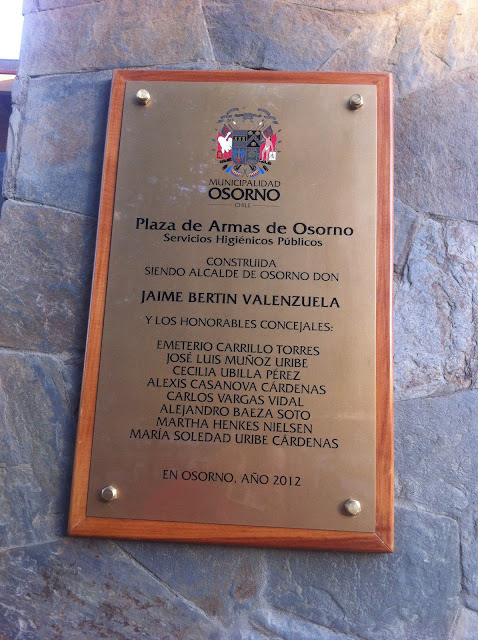 MUNICIPALIDAD
OSORNO
CHILE
Plaza de Armas de Osorno
Servicios Higiénicos Públicos
CONSTRUIDA
SIENDO ALCALDE DE OSORNO DON
JAIME BERTIN VALENZUELA
Y LOS HONORABLES CONCEJALES:
EMETERIO CARRILLO TORRES
JOSÉ LUIS MUÑOZ URIBE
CECILIA UBILLA PÉREZ
ALEXIS CASANOVA CÁRDENAS
CARLOS VARGAS VIDAL
ALEJANDRO BAEZA SOTO
MARTHA HENKES NIELSEN
MARÍA SOLEDAD URIBE CÁRDENAS
EN OSORNO, AÑO 2012